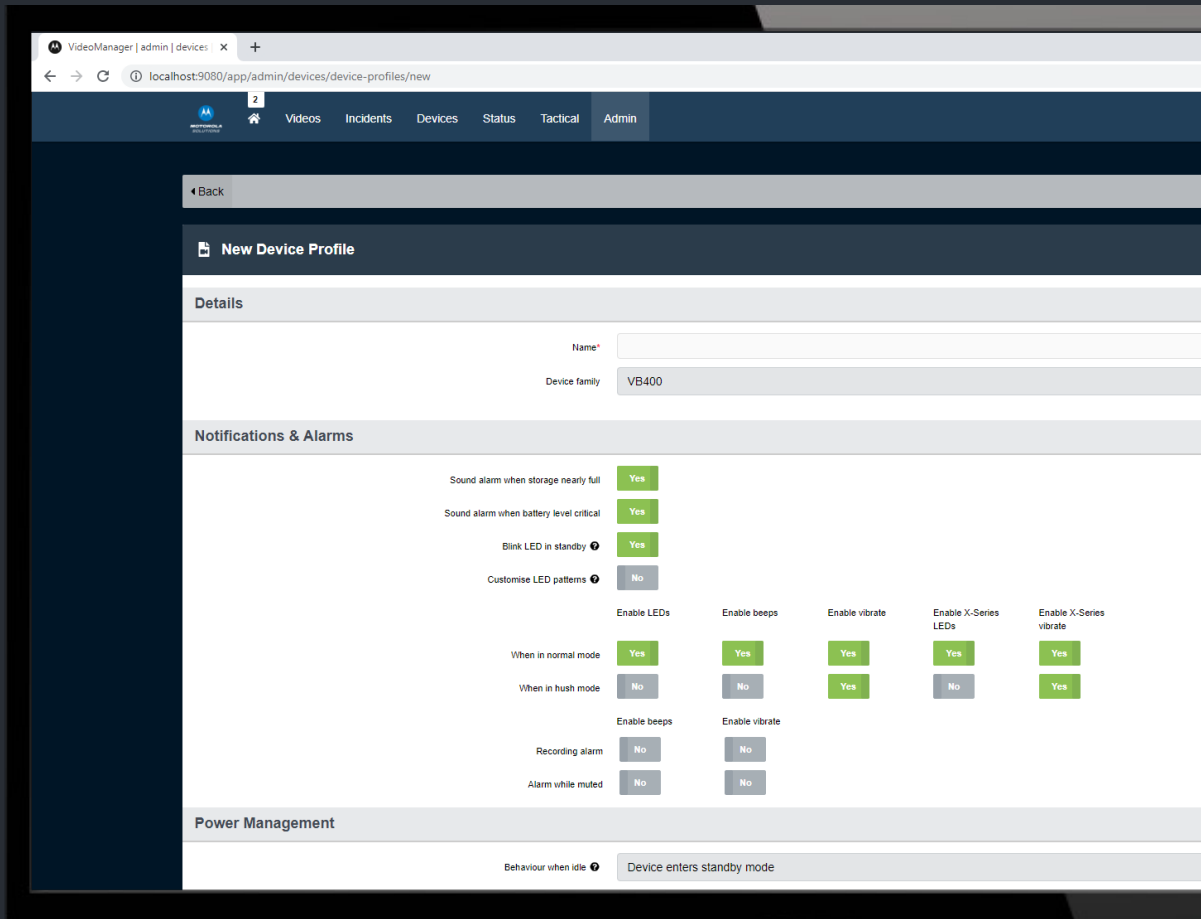 VideoManager | admin | devices
localhost:9080/app/admin/devices/device-profiles/new
2
MOTOROLA
SOLUTIONS
Videos Incidents Devices Status Tactical Admin
Back
New Device Profile
Details
Name*
Device family VB400
Notifications & Alarms
Sound alarm when storage nearly full Yes
Sound alarm when battery level critical Yes
Blink LED in standby ? Yes
Customise LED patterns ? No
Enable LEDs Enable beeps Enable vibrate Enable X-Series LEDs Enable X-Series vibrate
When in normal mode Yes Yes Yes Yes Yes
When in hush mode No No Yes No Yes
Enable beeps Enable vibrate
Recording alarm No No
Alarm while muted No No
Power Management
Behaviour when idle ? Device enters standby mode